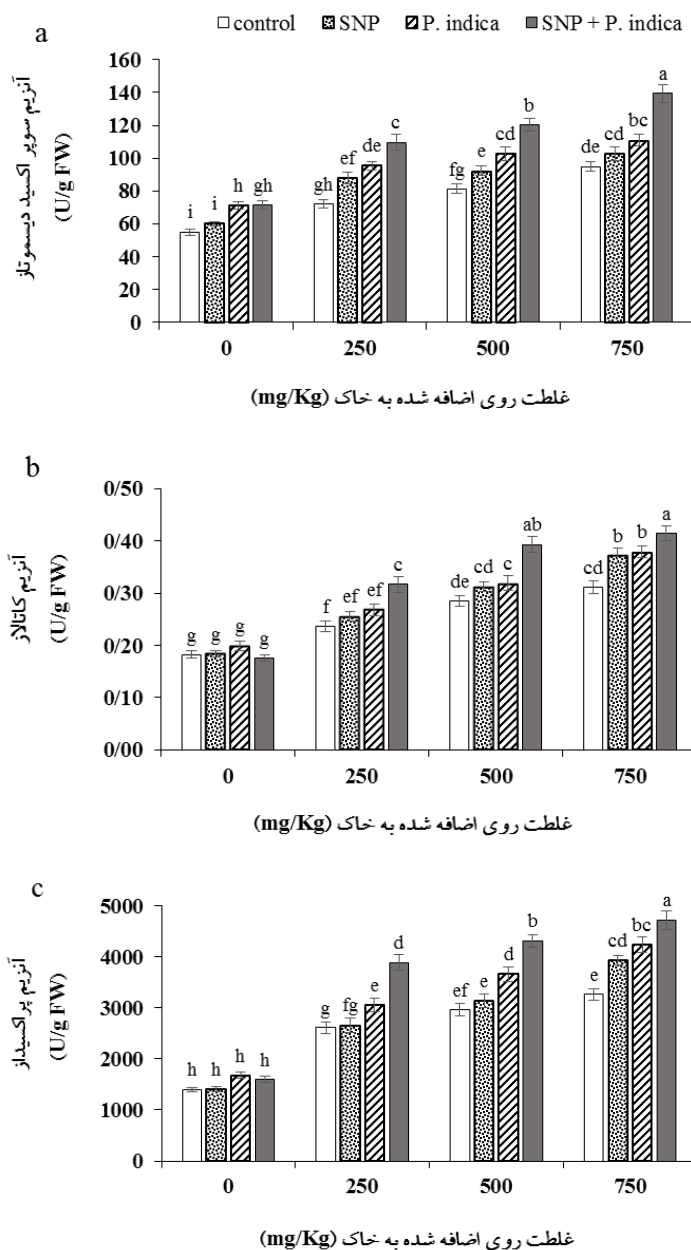 a
control SNP P. indica SNP + P. indica
آنزیم سوپر اکسید دیسموتاز
(U/g FW)
160
140
120
100
80
60
40
20
0
i i h gh
gh ef de c
fg e cd b
de cd bc a
0 250 500 750
غلطت روی اضافه شده به خاک (mg/Kg)
b
آنزیم کاتالاز
(U/g FW)
0/50
0/40
0/30
0/20
0/10
0/00
g g g g
f ef ef c
de cd c ab
cd b b a
0 250 500 750
غلطت روی اضافه شده به خاک (mg/Kg)
c
آنزیم پراکسیداز
(U/g FW)
5000
4000
3000
2000
1000
0
h h h h
g fg e d
ef e d b
e cd bc a
0 250 500 750
غلطت روی اضافه شده به خاک (mg/Kg)